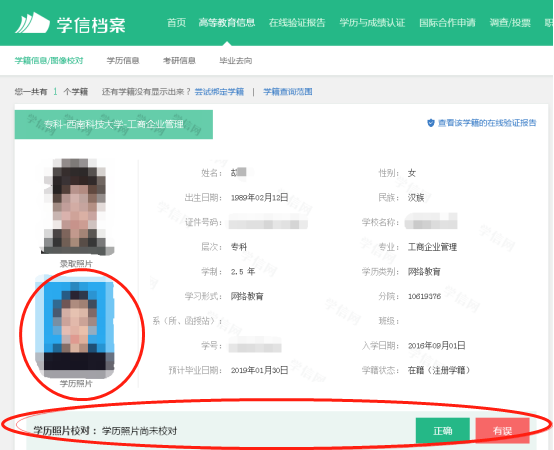 学信档案
首页 高等教育信息 在线验证报告 学历与成绩认证 国际合作申请 调查/投票 职
学籍信息/图像校对 学历信息 考研信息 毕业去向
您一共有 1 个学籍 还有学籍没有显示出来？ 尝试绑定学籍 | 学籍查询范围
专科-西南科技大学-工商企业管理
查看该学籍的在线验证报告
姓名： 胡
性别： 女
出生日期： 1989年02月12日
民族： 汉族
证件号码：
学校名称：
层次： 专科
专业： 工商企业管理
录取照片
学制： 2.5 年
学历类别： 网络教育
学习形式： 网络教育
分院： 10619376
系（所、函授站）：
班级：
学号：
入学日期： 2016年09月01日
预计毕业日期： 2019年01月30日
学籍状态： 在籍（注册学籍）
学历照片
学历照片校对： 学历照片尚未校对
正确
有误
学信网